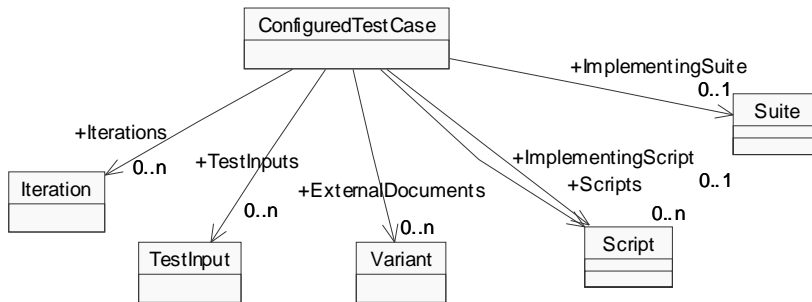 ConfiguredTestCase
+ImplementingSuite
0..1
Suite
+Iterations
0..n
Iteration
+TestInputs
0..n
TestInput
+ExternalDocuments
0..n
Variant
+ImplementingScript
0..1
+Scripts
0..n
Script